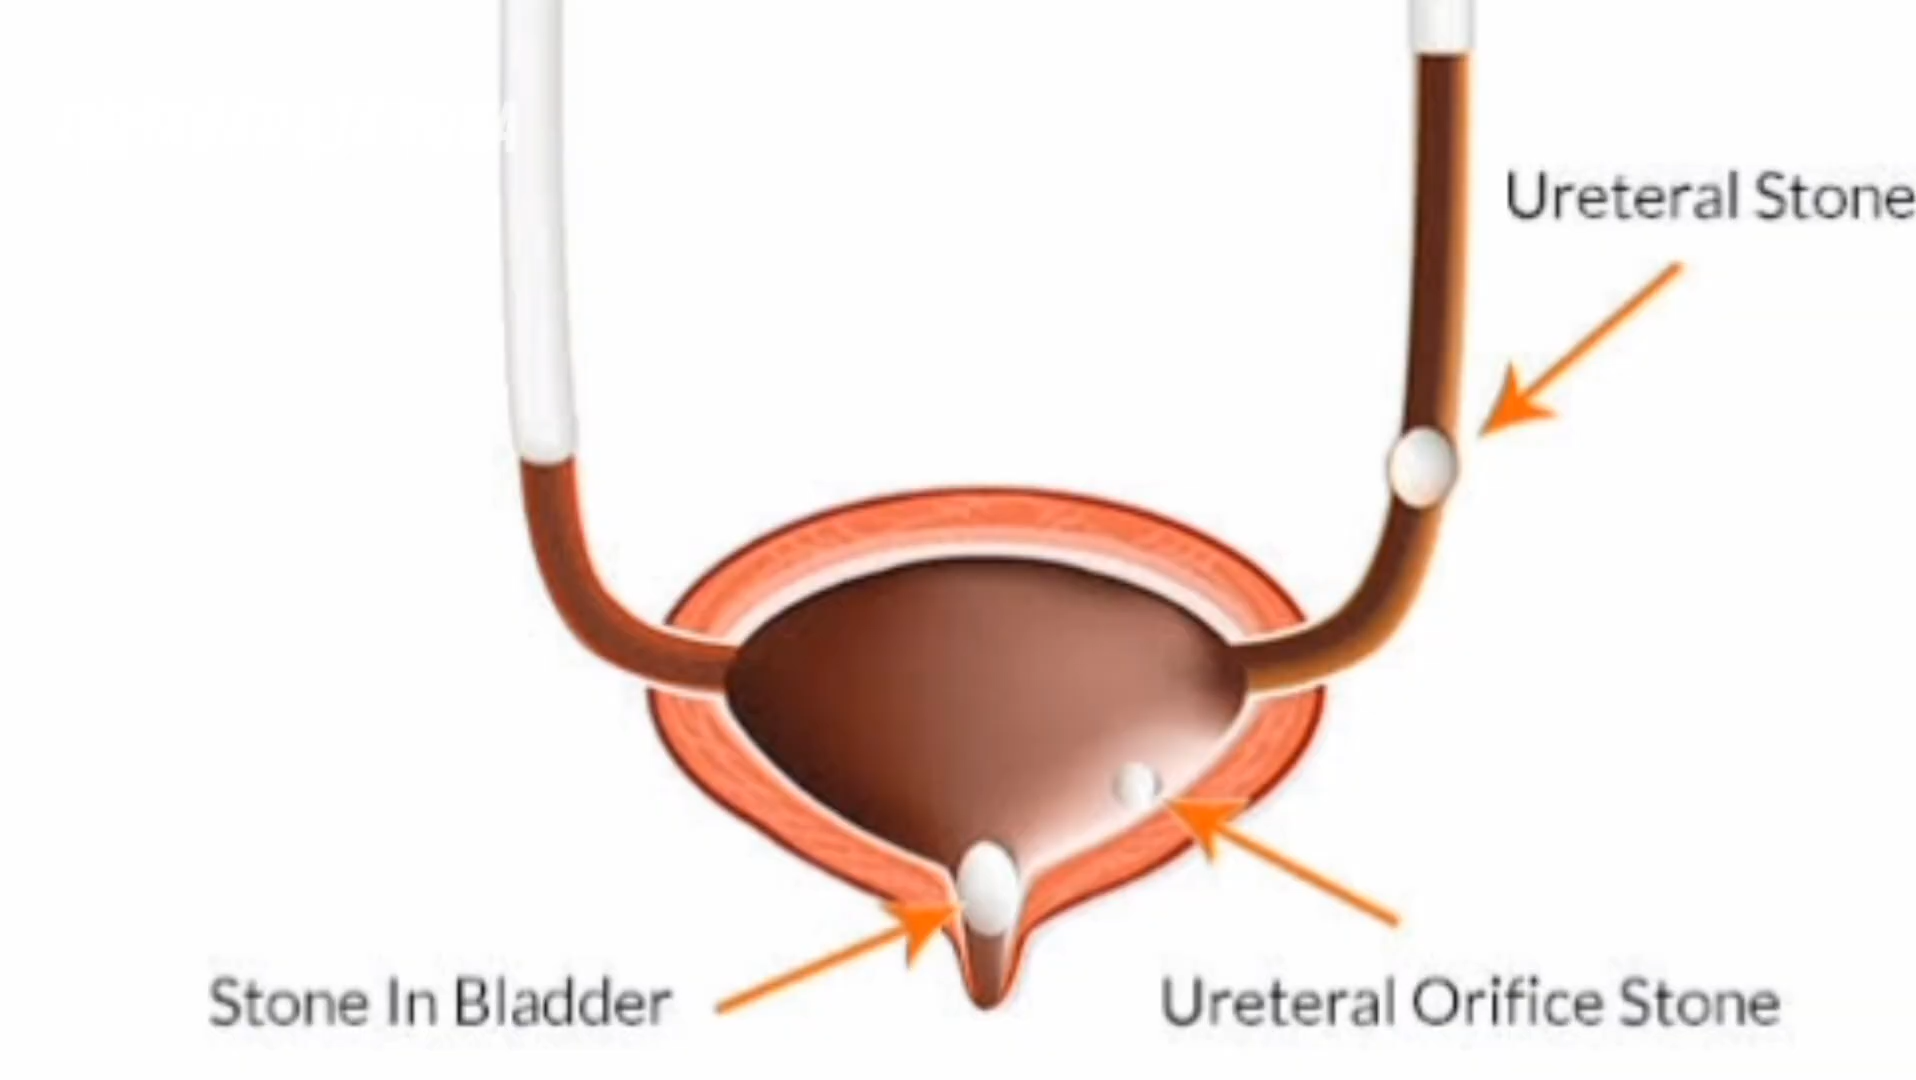 Ureteral Stone
Stone In Bladder
Ureteral Orifice Stone